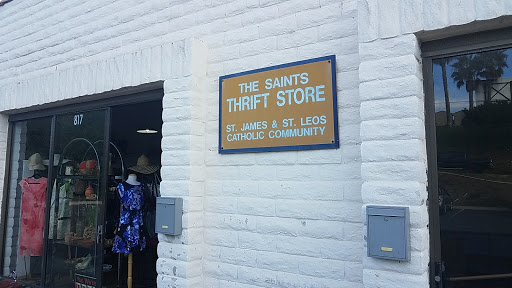 THE SAINTS
THRIFT STORE
ST. JAMES & ST. LEOS
CATHOLIC COMMUNITY
817